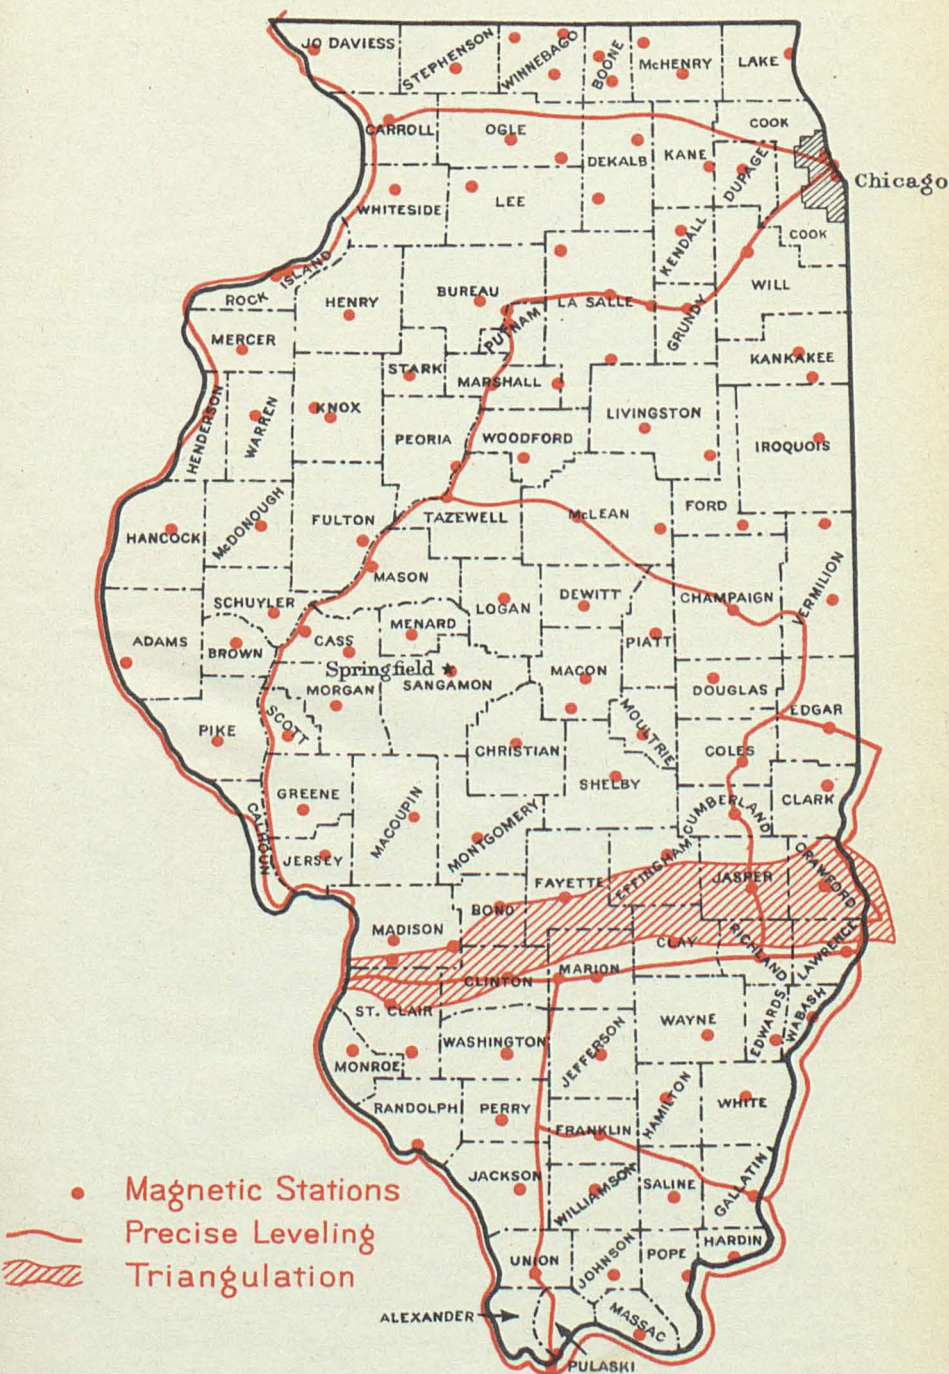 JO DAVIESS
STEPHENSON
WINNEBAGO
BOONE
McHENRY
LAKE
CARROLL
OGLE
DEKALB
KANE
DUPAGE
COOK
Chicago
WHITESIDE
LEE
KENDALL
COOK
ROCK ISLAND
HENRY
BUREAU
PUTNAM
LA SALLE
GRUNDY
WILL
MERCER
STARK
MARSHALL
KANKAKEE
HENDERSON
WARREN
KNOX
PEORIA
WOODFORD
LIVINGSTON
IROQUOIS
HANCOCK
McDONOUGH
FULTON
TAZEWELL
McLEAN
FORD
VERMILION
MASON
SCHUYLER
LOGAN
DEWITT
CHAMPAIGN
ADAMS
BROWN
CASS
MENARD
PIATT
Springfield
SANGAMON
MACON
MORGAN
DOUGLAS
EDGAR
PIKE
SCOTT
CHRISTIAN
MOULTRIE
COLES
SHELBY
CALHOUN
GREENE
MACOUPIN
MONTGOMERY
CUMBERLAND
CLARK
JERSEY
FAYETTE
EFFINGHAM
JASPER
CRAWFORD
MADISON
BOND
CLAY
RICHLAND
LAWRENCE
CLINTON
MARION
ST. CLAIR
WAYNE
EDWARDS
WABASH
MONROE
WASHINGTON
JEFFERSON
RANDOLPH
PERRY
FRANKLIN
HAMILTON
WHITE
JACKSON
WILLIAMSON
SALINE
GALLATIN
UNION
JOHNSON
POPE
HARDIN
ALEXANDER
MASSAC
PULASKI
Magnetic Stations
Precise Leveling
Triangulation